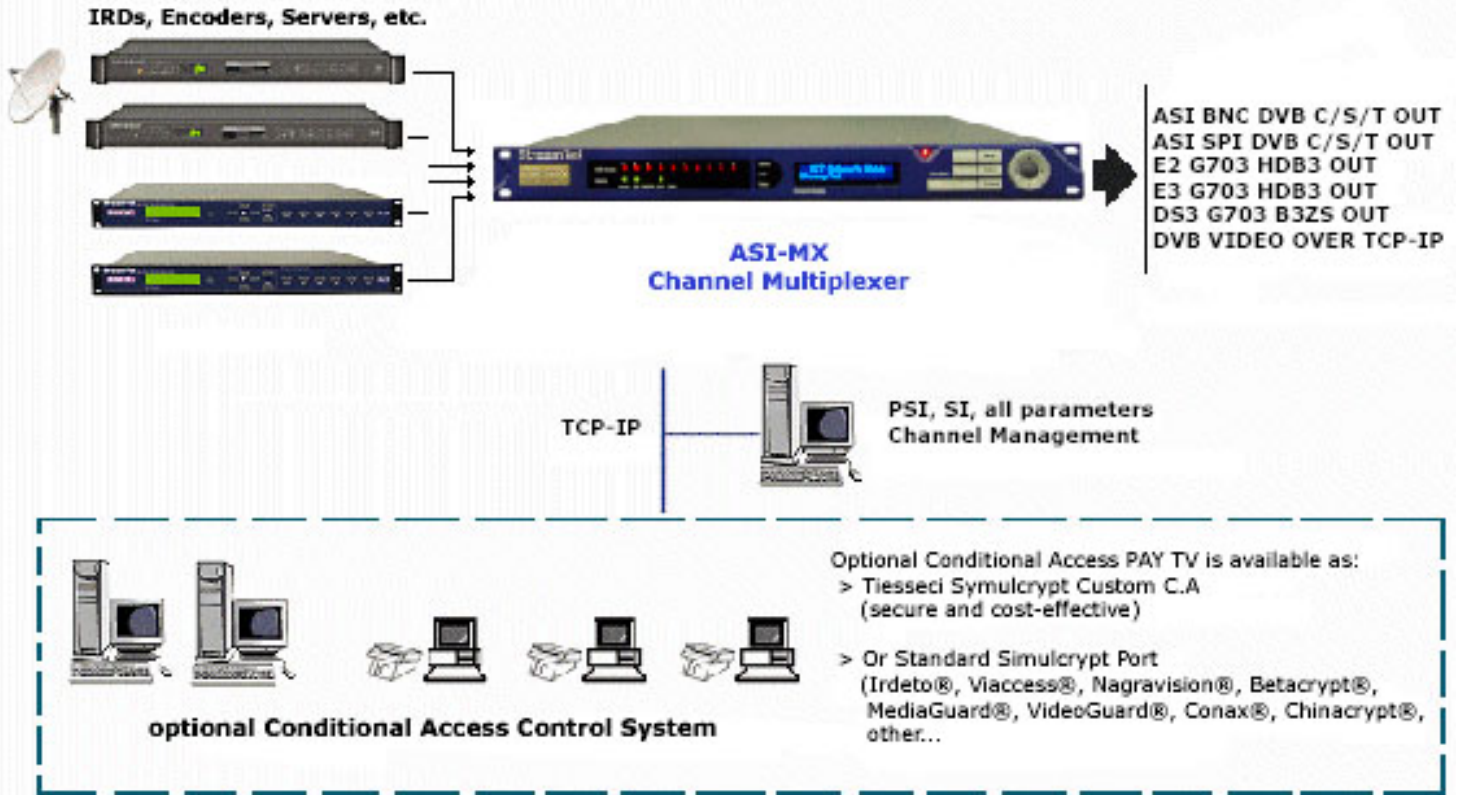 IRDs, Encoders, Servers, etc.
StreamTel
ASI BNC DVB C/S/T OUT
ASI SPI DVB C/S/T OUT
E2 G703 HDB3 OUT
E3 G703 HDB3 OUT
DS3 G703 B3ZS OUT
DVB VIDEO OVER TCP-IP
ASI-MX
Channel Multiplexer
TCP-IP
PSI, SI, all parameters
Channel Management
Optional Conditional Access PAY TV is available as:
> Tiesseci Symulcrypt Custom C.A
(secure and cost-effective)
> Or Standard Simulcrypt Port
(Irdeto®, Viaccess®, Nagravision®, Betacrypt®,
MediaGuard®, VideoGuard®, Conax®, Chinacrypt®,
other...
optional Conditional Access Control System